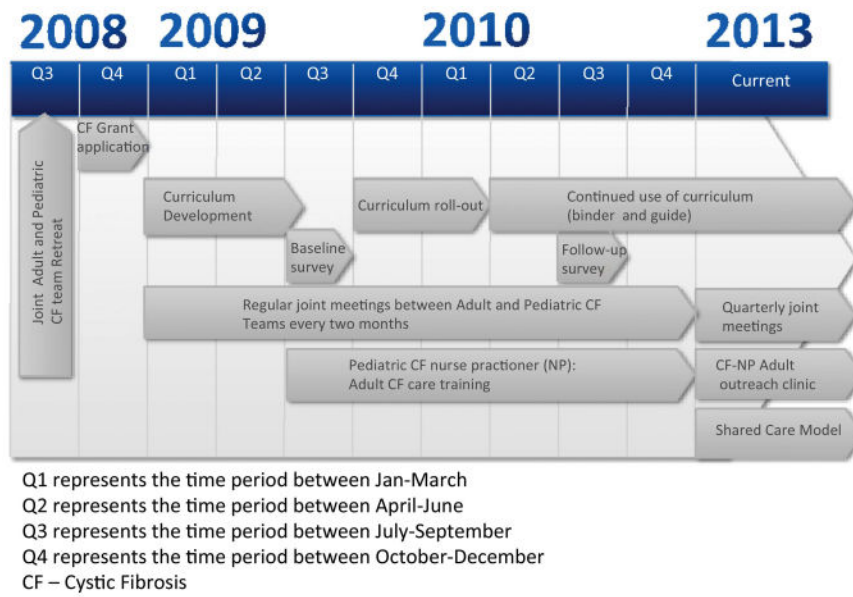 2008 2009 2010 2013
Q3 Q4 Q1 Q2 Q3 Q4 Q1 Q2 Q3 Q4 Current
Joint Adult and Pediatric
CF team Retreat
CF Grant
application
Curriculum
Development
Curriculum roll-out
Continued use of curriculum
(binder and guide)
Baseline
survey
Follow-up
survey
Regular joint meetings between Adult and Pediatric CF
Teams every two months
Quarterly joint
meetings
Pediatric CF nurse practioner (NP):
Adult CF care training
CF-NP Adult
outreach clinic
Shared Care Model
Q1 represents the time period between Jan-March
Q2 represents the time period between April-June
Q3 represents the time period between July-September
Q4 represents the time period between October-December
CF – Cystic Fibrosis